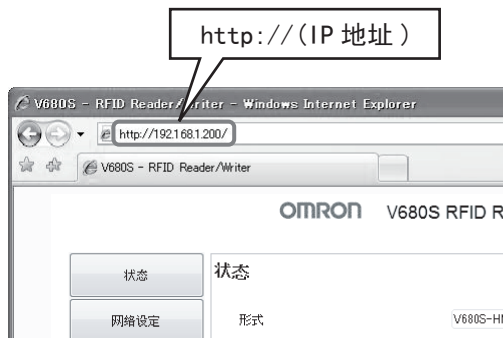 http://(IP 地址)
V680S - RFID Reader/Writer - Windows Internet Explorer
http://192.168.1.200/
V680S - RFID Reader/Writer
OMRON V680S RFID R
状态 状态
网络设定 形式 V680S-H